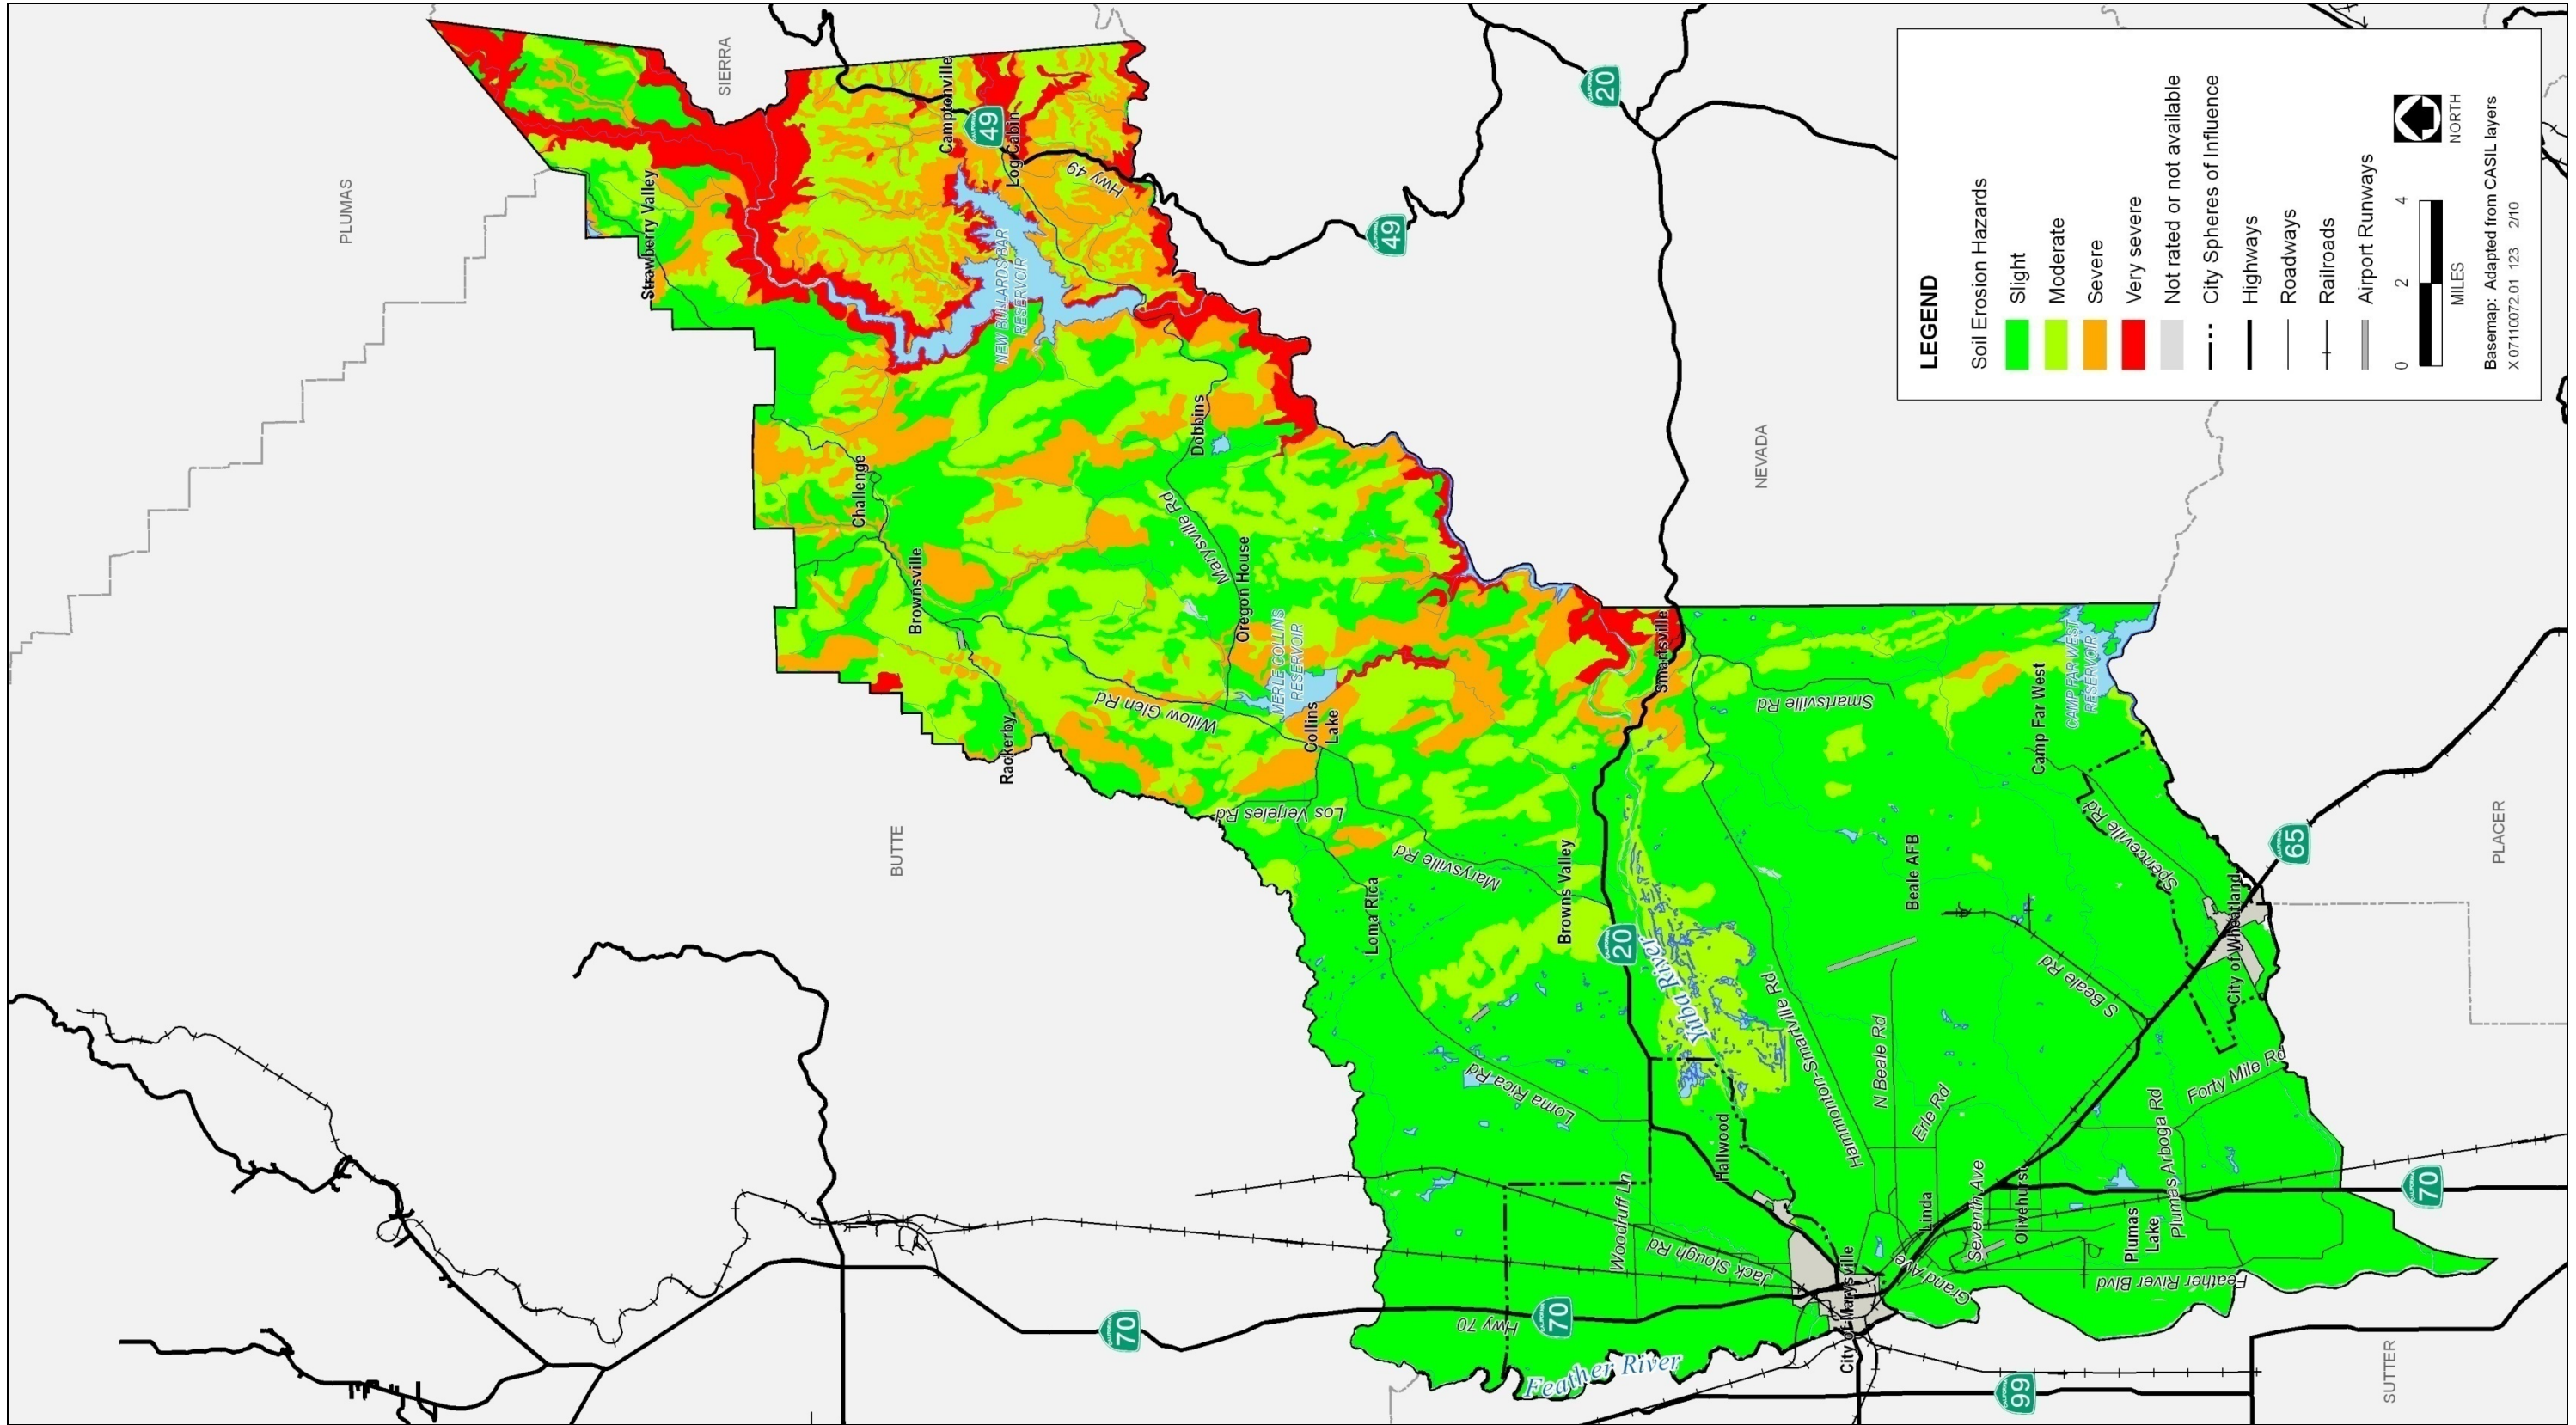 PLUMAS
SIERRA
Strawberry Valley
Camptonville
49
Log Cabin
Hwy 49
NEW BULLARDS BAR
RESERVOIR
49
20
Challenge
Brownsville
Dobbins
Marysville Rd
Oregon House
MERLE COLLINS
RESERVOIR
Rackerby
Willow Glen Rd
Collins
Lake
Los Verjeles Rd
BUTTE
NEVADA
Smartsville
Smartsville Rd
Camp Far West
CAMP FAR WEST
RESERVOIR
Loma Rica
Marysville Rd
Browns Valley
20
Yuba River
Beale AFB
Spenceville Rd
65
PLACER
City of Wheatland
S Beale Rd
Hammonton-Smartville Rd
N Beale Rd
Erle Rd
Loma Rica Rd
Hallwood
Forty Mile Rd
Plumas Arboga Rd
Woodruff Ln
Jack Slough Rd
Linda
Seventh Ave
Olivehurst
Plumas
Lake
70
70
Hwy 70
70
City of Marysville
Grand Ave
Feather River Blvd
Feather River
99
SUTTER
LEGEND
Soil Erosion Hazards
Slight
Moderate
Severe
Very severe
Not rated or not available
City Spheres of Influence
Highways
Roadways
Railroads
Airport Runways
0 2 4
MILES
NORTH
Basemap: Adapted from CASIL layers
X 07110072.01 123 2/10